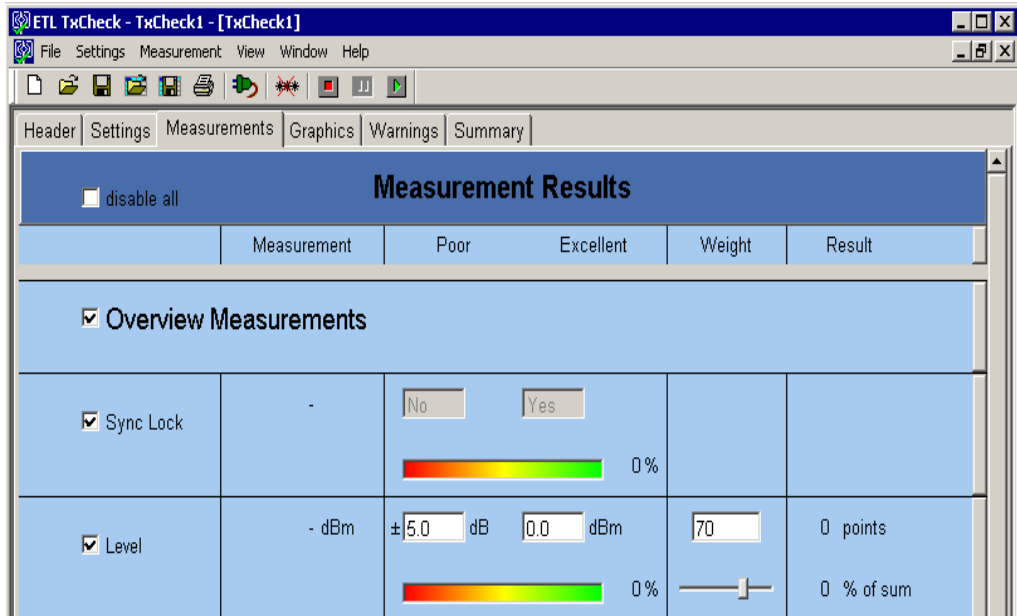 ETL TxCheck - TxCheck1 - [TxCheck1]
File Settings Measurement View Window Help
Header Settings Measurements Graphics Warnings Summary
disable all Measurement Results
Measurement Poor Excellent Weight Result
Overview Measurements
Sync Lock - No Yes
0 %
Level - dBm ± 5.0 dB 0.0 dBm 70 0 points
0 % 0 % of sum